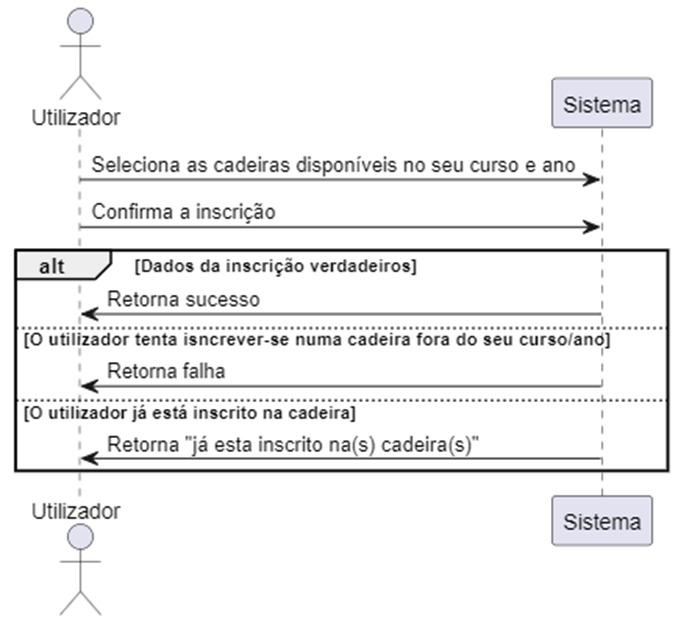 Utilizador
Sistema
Seleciona as cadeiras disponíveis no seu curso e ano
Confirma a inscrição
alt [Dados da inscrição verdadeiros]
Retorna sucesso
[O utilizador tenta isncrever-se numa cadeira fora do seu curso/ano]
Retorna falha
[O utilizador já está inscrito na cadeira]
Retorna "já esta inscrito na(s) cadeira(s)"
Utilizador
Sistema